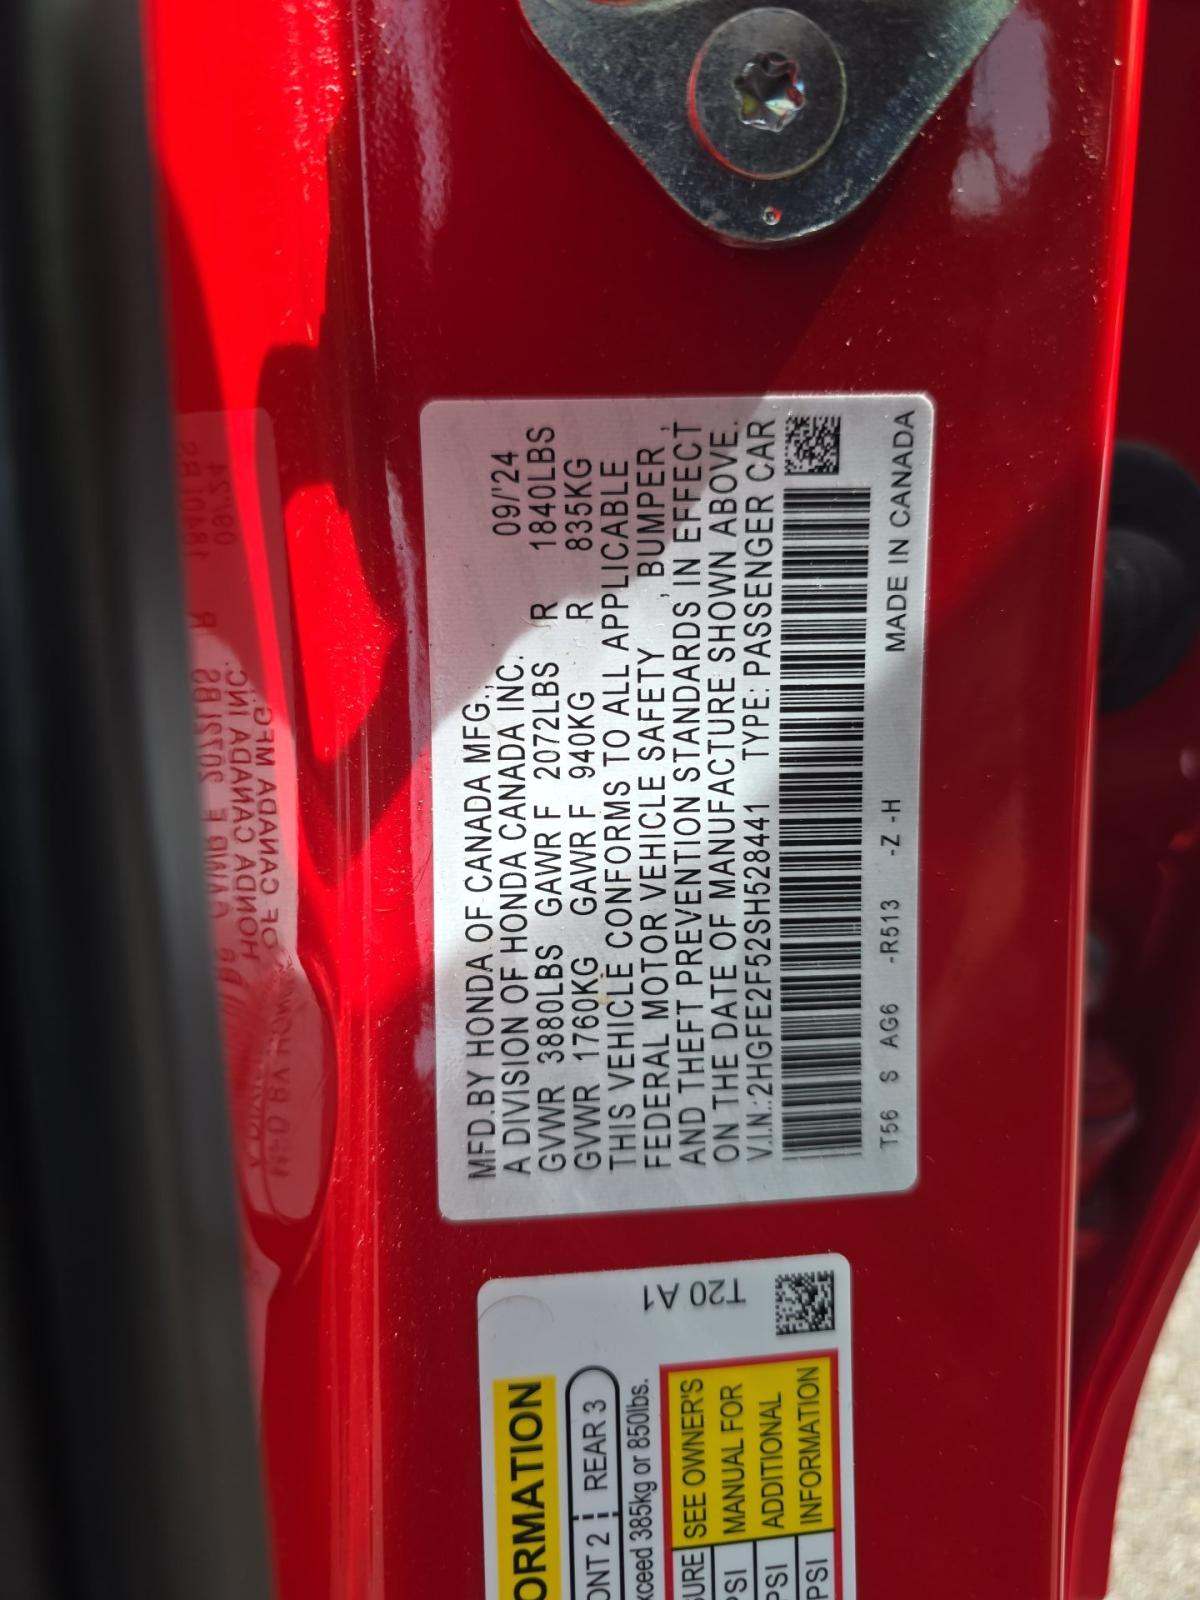 MFD.BY HONDA OF CANADA MFG.,
A DIVISION OF HONDA CANADA INC. 09/'24
GVWR 3880LBS GAWR F 2072LBS R 1840LBS
GVWR 1760KG GAWR F 940KG R 835KG
THIS VEHICLE CONFORMS TO ALL APPLICABLE
FEDERAL MOTOR VEHICLE SAFETY , BUMPER ,
AND THEFT PREVENTION STANDARDS IN EFFECT
ON THE DATE OF MANUFACTURE SHOWN ABOVE.
V.I.N.:2HGFE2F52SH528441 TYPE: PASSENGER CAR
T56 S AG6 -R513 -Z -H MADE IN CANADA
T20 A1
ORMATION
ONT 2 REAR 3
xceed 385kg or 850lbs.
SURE SEE OWNER'S
PSI MANUAL FOR
PSI ADDITIONAL
PSI INFORMATION